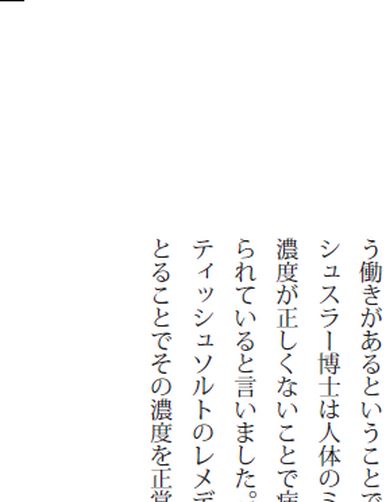 う働きがあるということで
シュスラー博士は人体のミ
濃度が正しくないことで病
られていると言いました。
ティッシュソルトのレメデ
とることでその濃度を正常